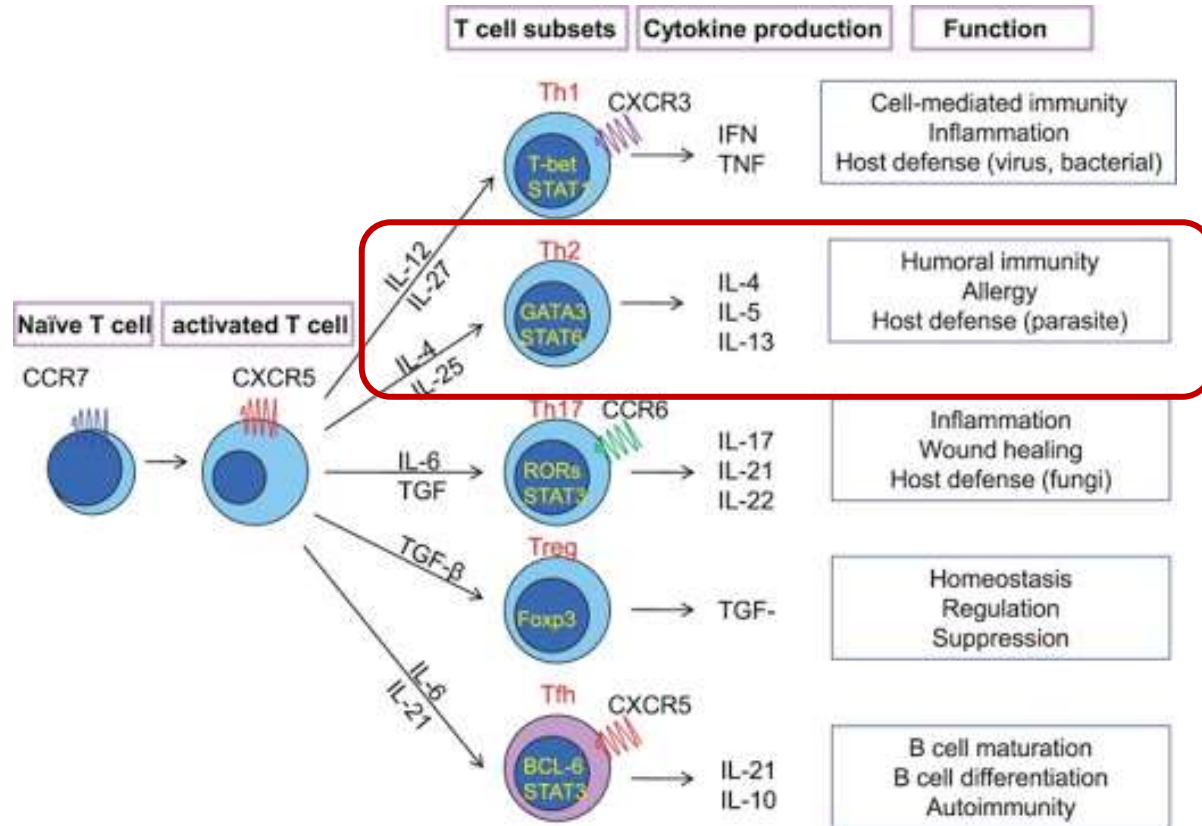 T cell subsets
Cytokine production
Function
Th1
CXCR3
T-bet
STAT1
IFN
TNF
Cell-mediated immunity
Inflammation
Host defense (virus, bacterial)
IL-12
IL-27
Th2
GATA3
STAT6
IL-4
IL-5
IL-13
Humoral immunity
Allergy
Host defense (parasite)
Naïve T cell
activated T cell
CCR7
CXCR5
IL-4
IL-25
Th17
CCR6
RORs
STAT3
IL-17
IL-21
IL-22
Inflammation
Wound healing
Host defense (fungi)
IL-6
TGF
Treg
TGF-β
Foxp3
TGF-
Homeostasis
Regulation
Suppression
IL-6
IL-21
Tfh
CXCR5
BCL-6
STAT3
IL-21
IL-10
B cell maturation
B cell differentiation
Autoimmunity